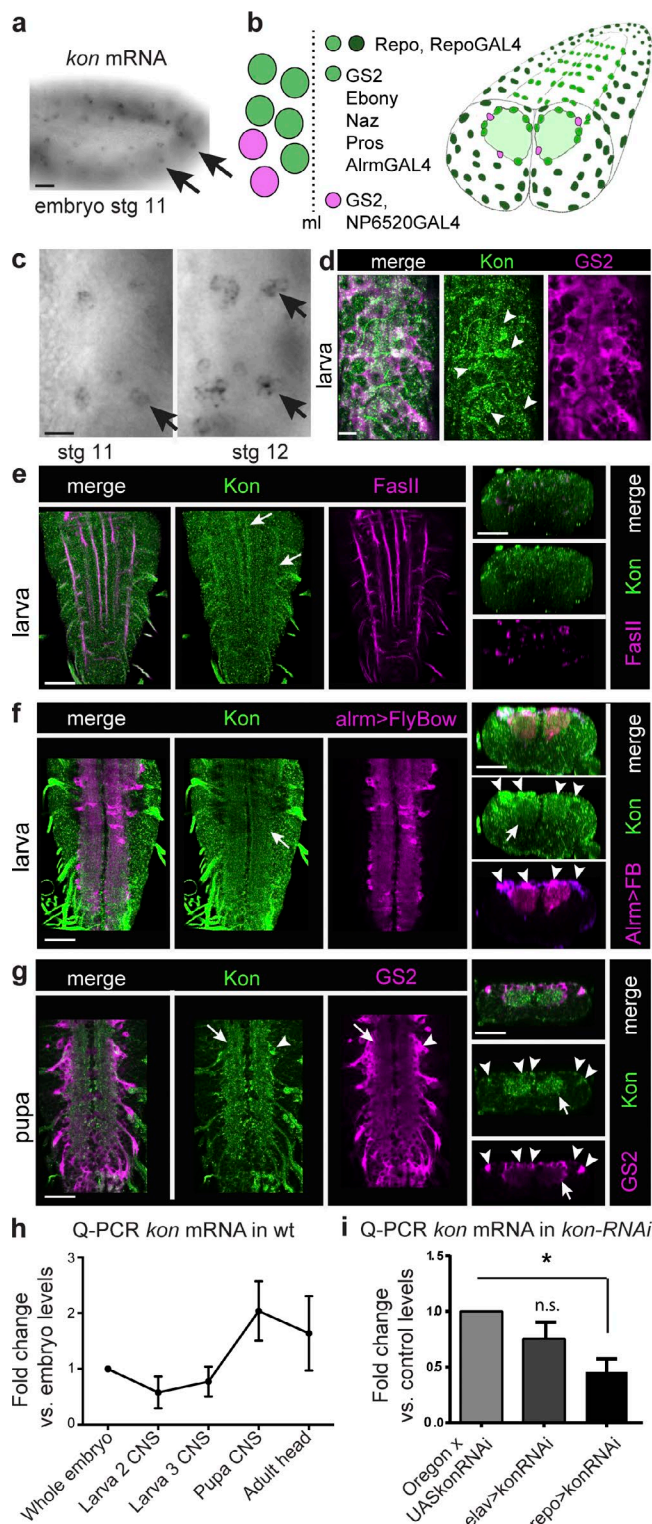 a
kon mRNA
embryo stg 11
b
Repo, RepoGAL4
GS2
Ebony
Naz
Pros
AlrmGAL4
GS2,
NP6520GAL4
ml
c
stg 11
stg 12
d
merge
Kon
GS2
larva
e
merge
Kon
FasII
larva
merge
Kon
FasII
f
merge
Kon
alrm>FlyBow
larva
merge
Kon
Alrm>FB
g
merge
Kon
GS2
pupa
merge
Kon
GS2
h
Q-PCR kon mRNA in wt
Fold change
vs. embryo levels
3
2
1
0
Whole embryo
Larva 2 CNS
Larva 3 CNS
Pupa CNS
Adult head
i
Q-PCR kon mRNA in kon-RNAi
Fold change
vs. control levels
1.5
1.0
0.5
0.0
*
n.s.
Oregon x
UASkonRNAi
elav>konRNAi
repo>konRNAi